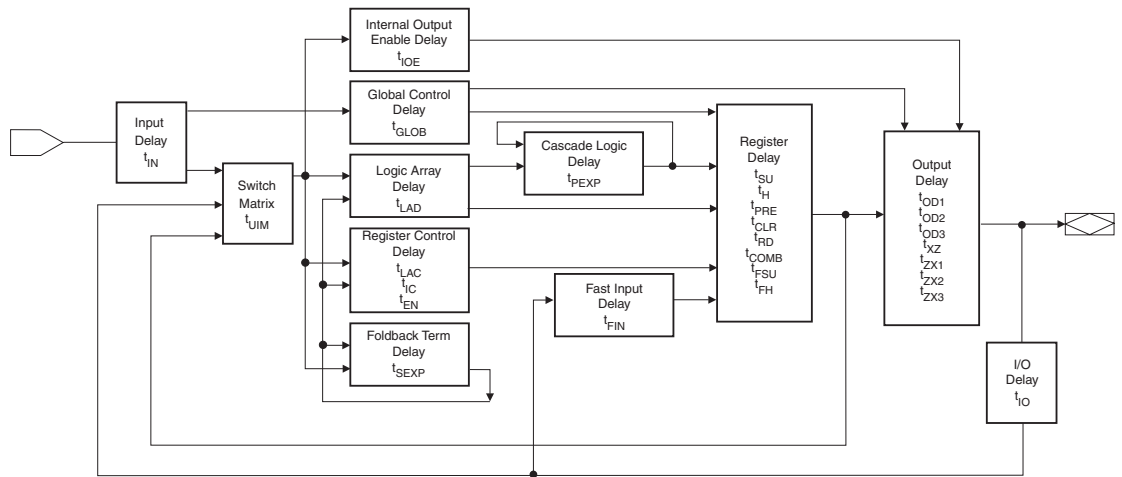 Internal Output
Enable Delay
tIOE
Global Control
Delay
tGLOB
Input
Delay
tIN
Switch
Matrix
tUIM
Logic Array
Delay
tLAD
Cascade Logic
Delay
tPEXP
Register Control
Delay
tLAC
tIC
tEN
Foldback Term
Delay
tSEXP
Fast Input
Delay
tFIN
Register
Delay
tSU
tH
tPRE
tCLR
tRD
tCOMB
tFSU
tFH
Output
Delay
tOD1
tOD2
tOD3
tXZ
tZX1
tZX2
tZX3
I/O
Delay
tIO